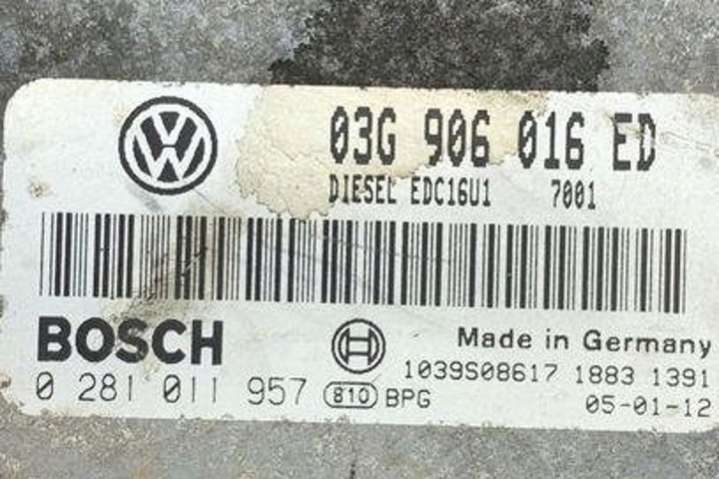 03G 906 016 ED
DIESEL EDC16U1 7001
BOSCH
Made in Germany
1039S08617 1883 1391
0 281 011 957 810 BPG
05-01-12